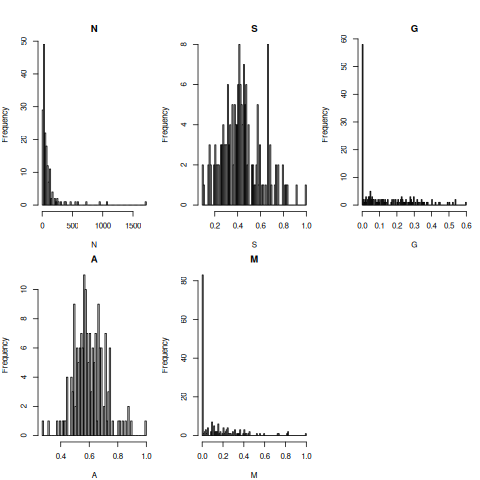 N
Frequency
0 10 20 30 40 50
0 500 1000 1500
N
S
Frequency
0 2 4 6 8
0.2 0.4 0.6 0.8 1.0
S
G
Frequency
0 10 20 30 40 50 60
0.0 0.1 0.2 0.3 0.4 0.5 0.6
G
A
Frequency
0 2 4 6 8 10
0.4 0.6 0.8 1.0
A
M
Frequency
0 20 40 60 80
0.0 0.2 0.4 0.6 0.8 1.0
M